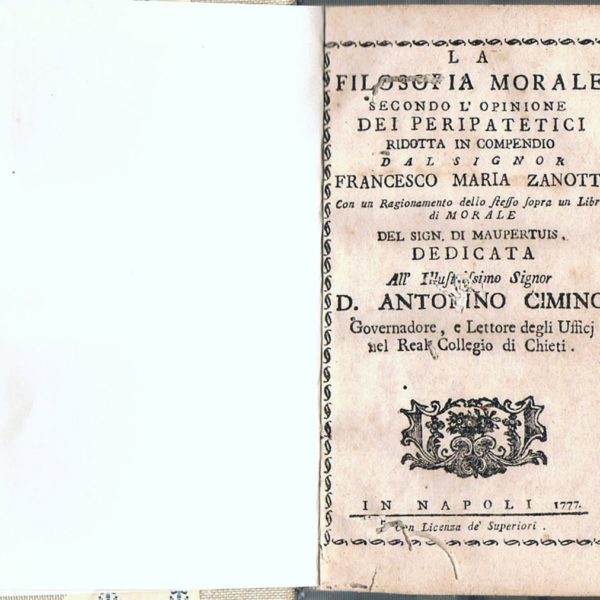 LA
FILOSOFIA MORALE
SECONDO L'OPINIONE
DEI PERIPATETICI
RIDOTTA IN COMPENDIO
DAL SIGNOR
FRANCESCO MARIA ZANOTT
Con un Ragionamento dello ſteſſo ſopra un Libr
di MORALE
DEL SIGN. DI MAUPERTUIS.
DEDICATA
All' Illuſtriſſimo Signor
D. ANTONINO CIMINO
Governadore, e Lettore degli Ufficj
nel Real Collegio di Chieti.
IN NAPOLI 1777.
Con Licenza de' Superiori.